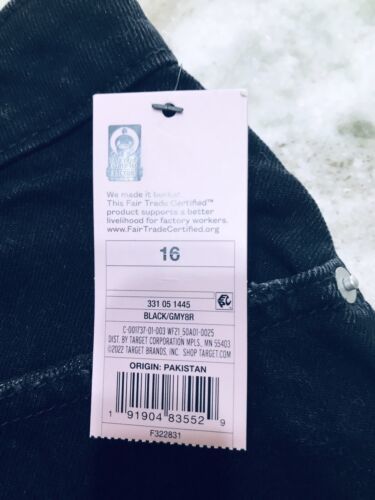 We made it better.
This Fair Trade Certified™
product supports a better
livelihood for factory workers.
www.FairTradeCertified.org
16
331 05 1445
BLACK/GMY8R
C-001737-01-003 WFZ1 50A01-0025
DIST. BY TARGET CORPORATION MPLS, MN 55403
©2022 TARGET BRANDS, INC. SHOP TARGET.COM
ORIGIN: PAKISTAN
1 91904 83552 9
F322831